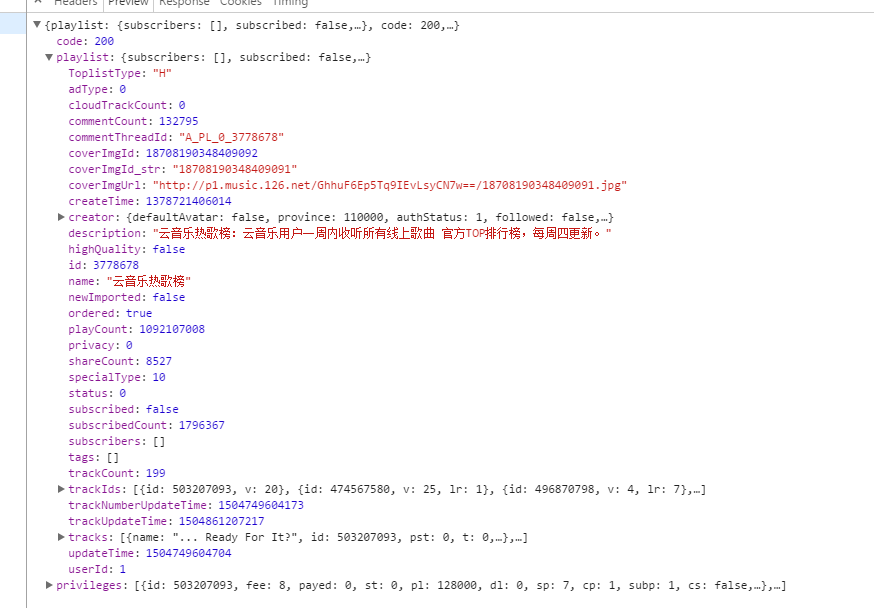 Headers Preview Response Cookies Timing
{playlist: {subscribers: [], subscribed: false,…}, code: 200,…}
code: 200
playlist: {subscribers: [], subscribed: false,…}
ToplistType: "H"
adType: 0
cloudTrackCount: 0
commentCount: 132795
commentThreadId: "A_PL_0_3778678"
coverImgId: 18708190348409092
coverImgId_str: "18708190348409091"
coverImgUrl: "http://p1.music.126.net/GhhuF6Ep5Tq9IEvLsyCN7w==/18708190348409091.jpg"
createTime: 1378721406014
creator: {defaultAvatar: false, province: 110000, authStatus: 1, followed: false,…}
description: "云音乐热歌榜：云音乐用户一周内收听所有线上歌曲 官方TOP排行榜，每周四更新。"
highQuality: false
id: 3778678
name: "云音乐热歌榜"
newImported: false
ordered: true
playCount: 1092107008
privacy: 0
shareCount: 8527
specialType: 10
status: 0
subscribed: false
subscribedCount: 1796367
subscribers: []
tags: []
trackCount: 199
trackIds: [{id: 503207093, v: 20}, {id: 474567580, v: 25, lr: 1}, {id: 496870798, v: 4, lr: 7},…]
trackNumberUpdateTime: 1504749604173
trackUpdateTime: 1504861207217
tracks: [{name: "... Ready For It?", id: 503207093, pst: 0, t: 0,…},…]
updateTime: 1504749604704
userId: 1
privileges: [{id: 503207093, fee: 8, payed: 0, st: 0, pl: 128000, dl: 0, sp: 7, cp: 1, subp: 1, cs: false,…},…]